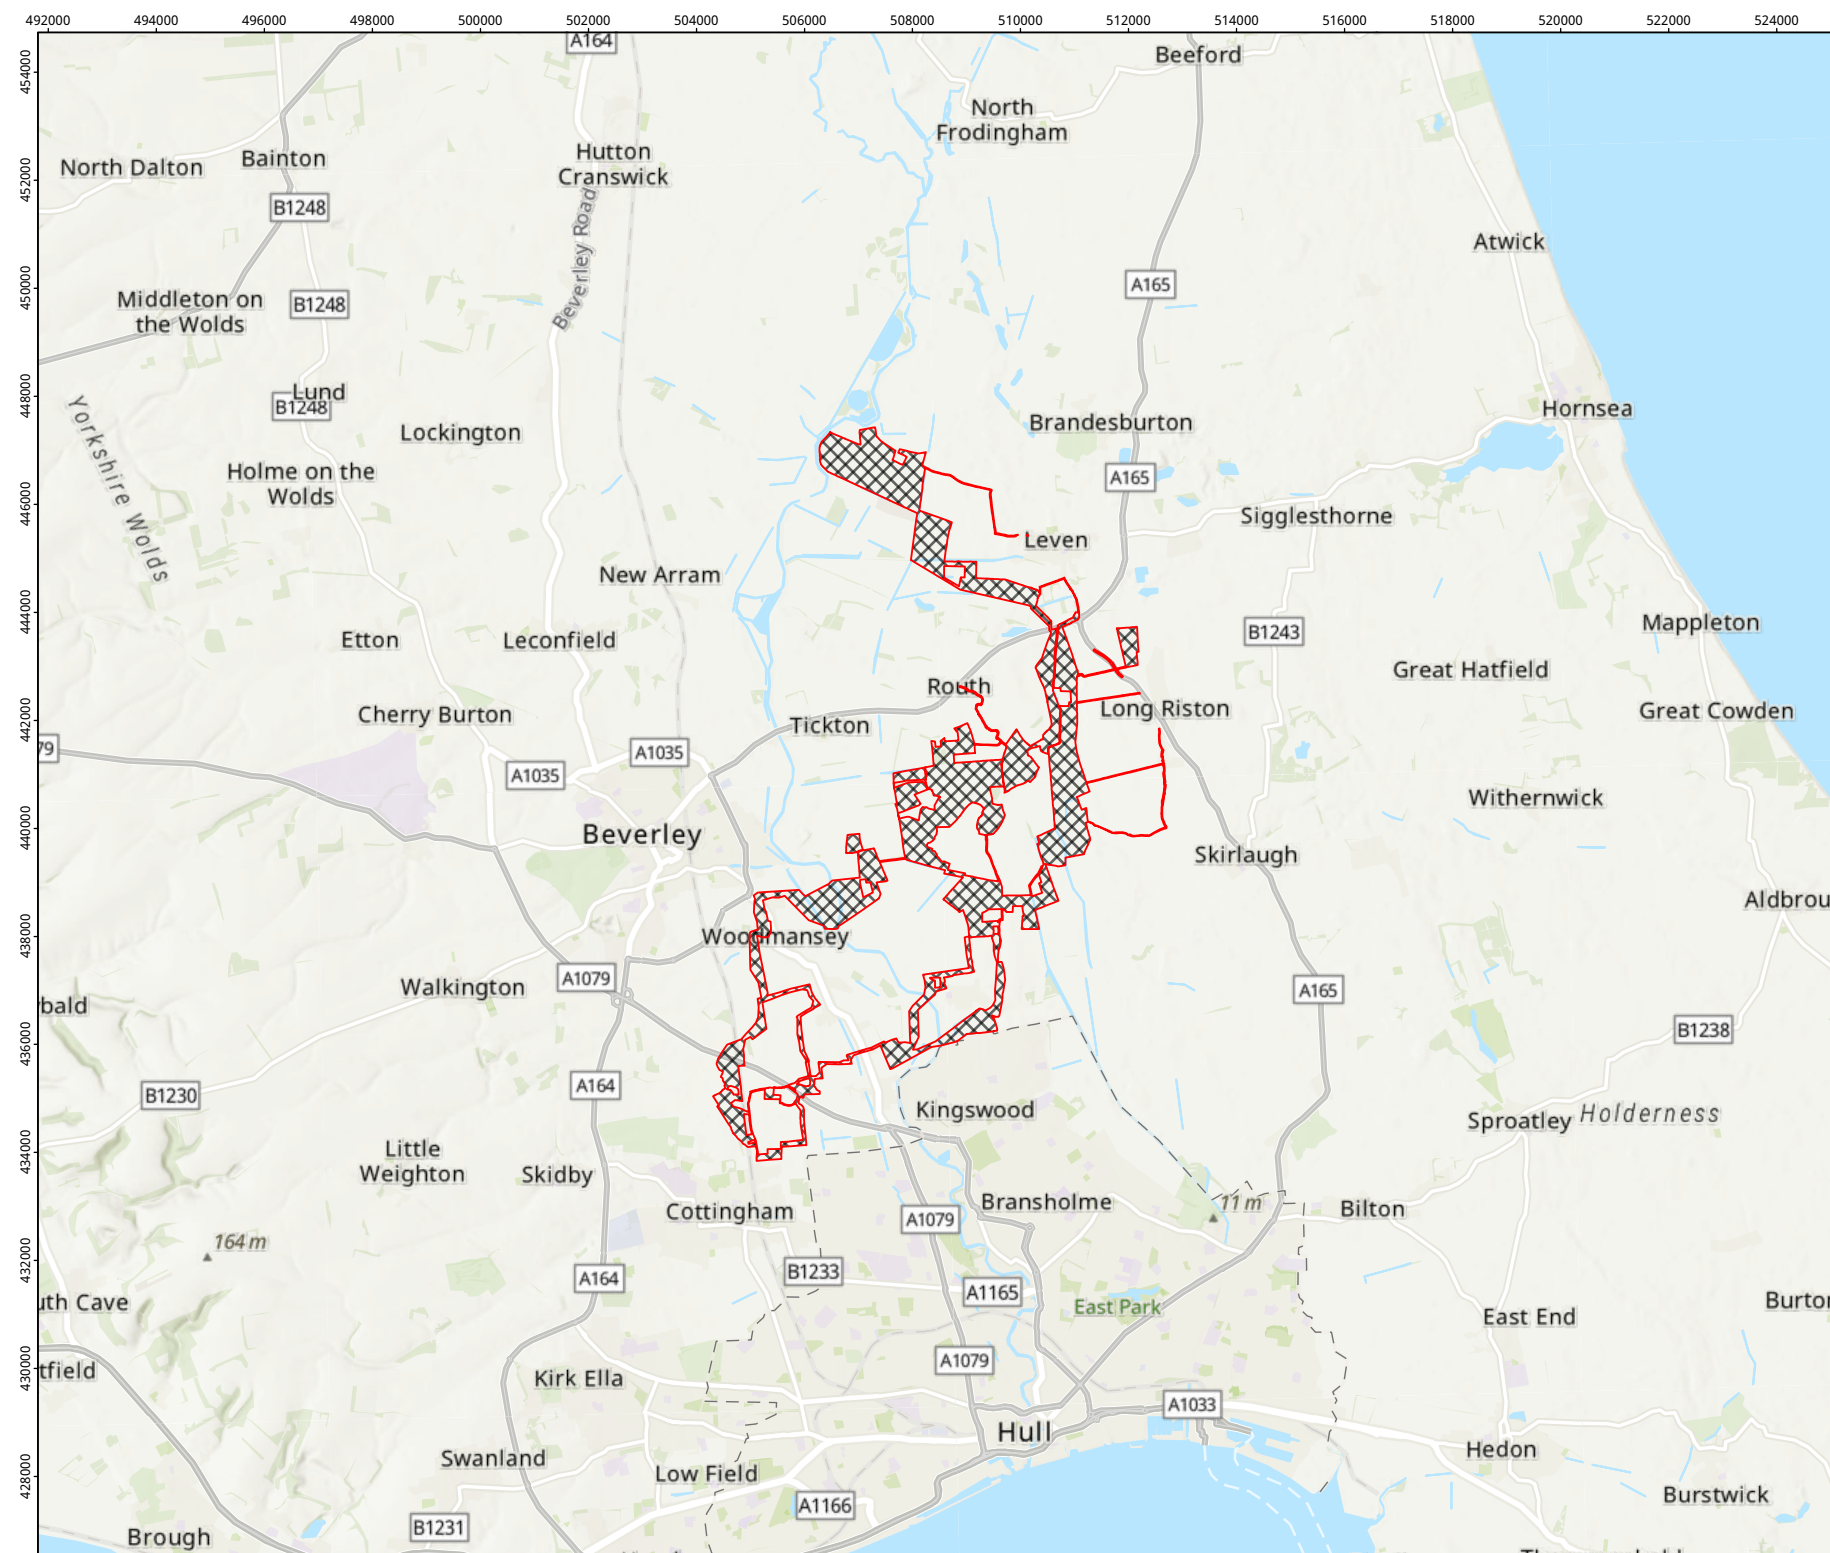 492000 494000 496000 498000 500000 502000 504000 506000 508000 510000 512000 514000 516000 518000 520000 522000 524000
454000
452000
450000
448000
446000
444000
442000
440000
438000
436000
434000
432000
430000
428000
A164
Beeford
North
Frodingham
North Dalton
Bainton
Hutton
Cranswick
B1248
Beverley Road
Atwick
A165
Middleton on
the Wolds
B1248
Lund
B1248
Yorkshire Wolds
Lockington
Brandesburton
Hornsea
Holme on the
Wolds
A165
Sigglesthorne
Leven
New Arram
Etton
Leconfield
B1243
Mappleton
Great Hatfield
Routh
Cherry Burton
Tickton
Long Riston
Great Cowden
79
A1035
A1035
Withernwick
Beverley
Skirlaugh
Aldbrou
Woodmansey
A1079
Walkington
A165
bald
B1238
A164
B1230
Kingswood
Sproatley
Holderness
Little
Weighton
Skidby
Bransholme
11 m
Bilton
Cottingham
A1079
164 m
B1233
A164
A1165
uth Cave
East Park
East End
Burto
tfield
A1079
Kirk Ella
A1033
Hull
Swanland
Low Field
Hedon
A1166
Burstwick
B1231
Brough